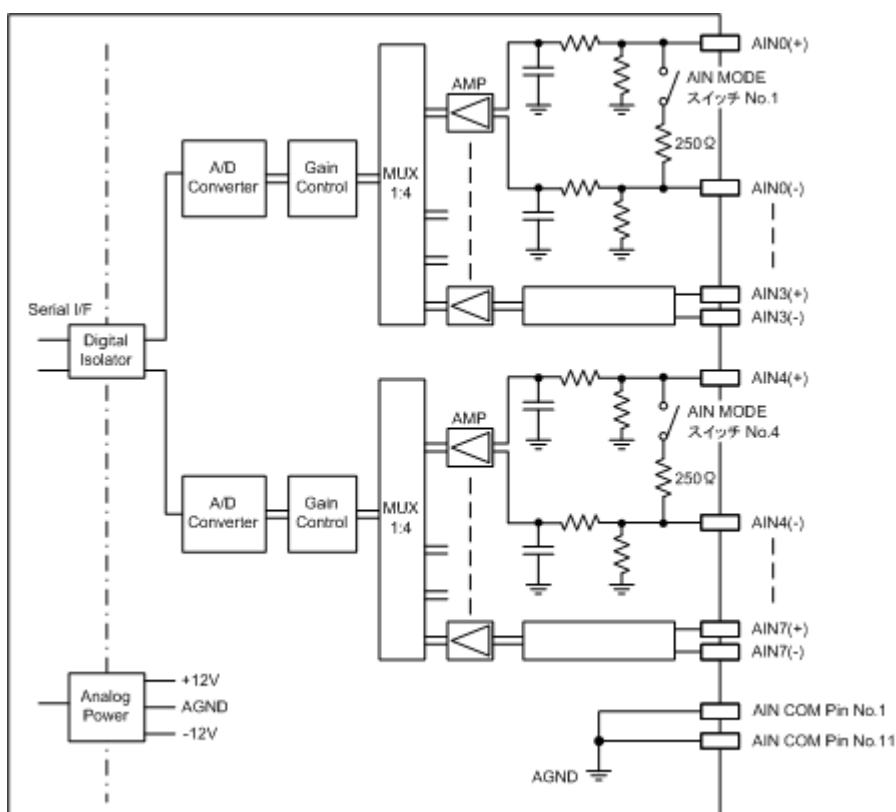 AIN0(+)
AMP
AIN MODE
スイッチ No.1
250Ω
A/D
Converter
Gain
Control
MUX
1:4
AIN0(-)
AIN3(+)
AIN3(-)
Serial I/F
Digital
Isolator
AIN4(+)
AMP
AIN MODE
スイッチ No.4
250Ω
A/D
Converter
Gain
Control
MUX
1:4
AIN4(-)
AIN7(+)
AIN7(-)
Analog
Power
+12V
AGND
-12V
AIN COM Pin No.1
AIN COM Pin No.11
AGND